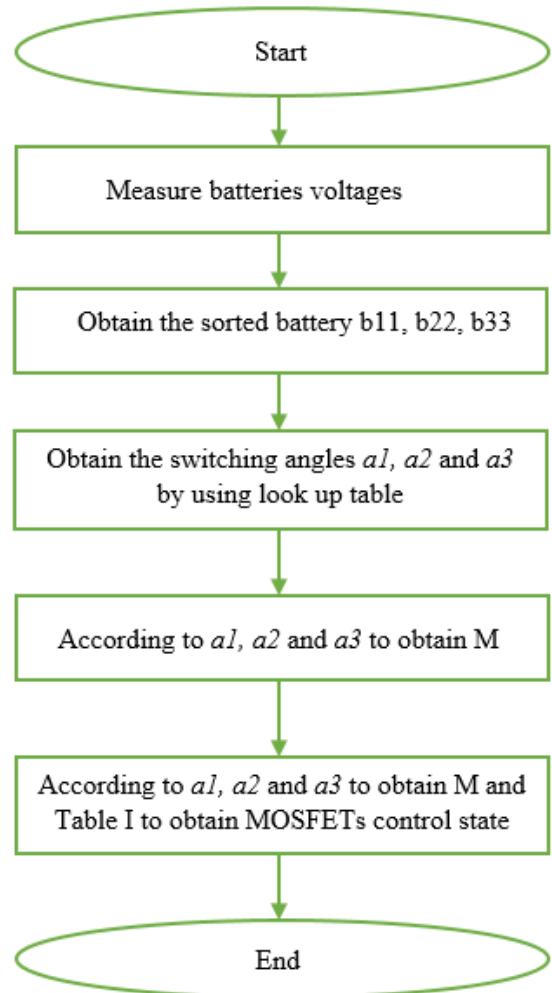 Start
Measure batteries voltages
Obtain the sorted battery b11, b22, b33
Obtain the switching angles a1, a2 and a3
by using look up table
According to a1, a2 and a3 to obtain M
According to a1, a2 and a3 to obtain M and
Table I to obtain MOSFETs control state
End